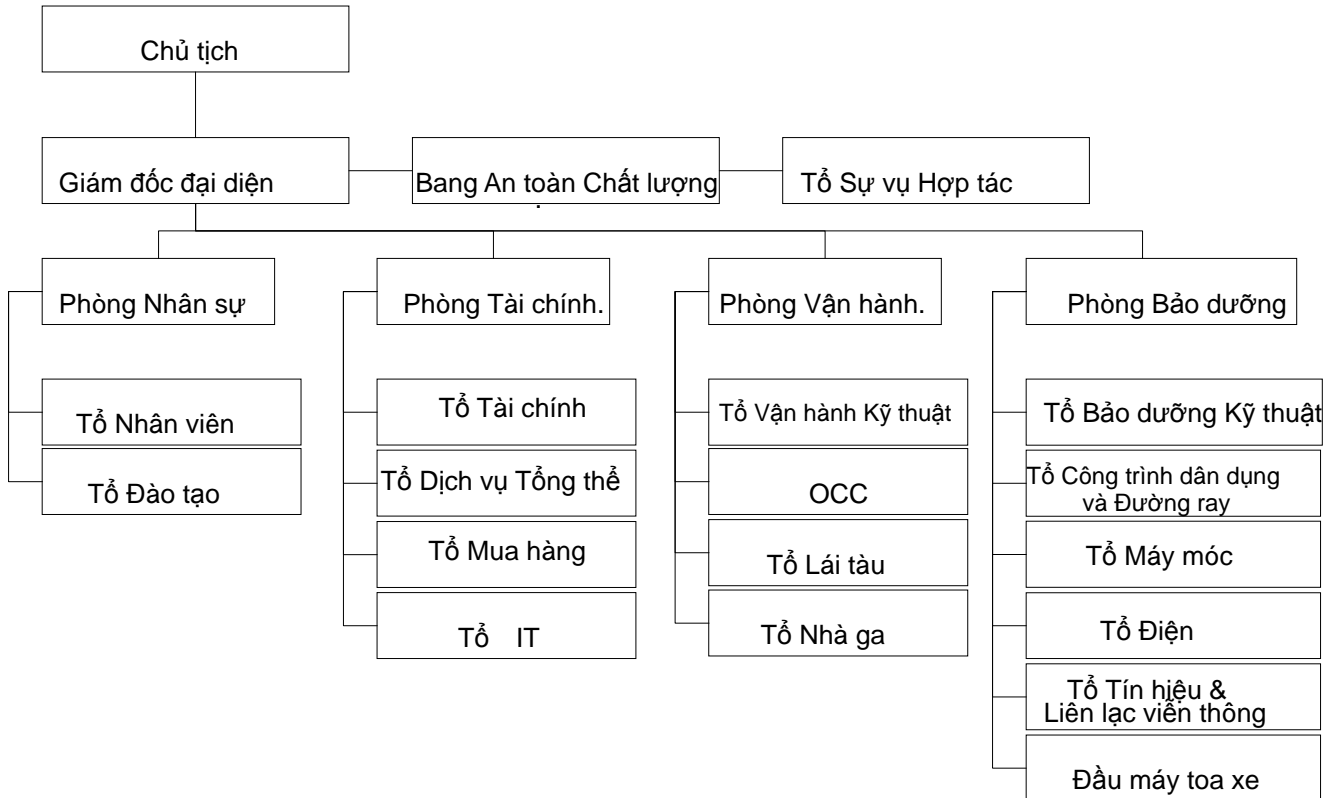 Chủ tịch
Giám đốc đại diện
Bang An toàn Chất lượng
Tổ Sự vụ Hợp tác
Phòng Nhân sự
Phòng Tài chính.
Phòng Vận hành.
Phòng Bảo dưỡng
Tổ Nhân viên
Tổ Đào tạo
Tổ Tài chính
Tổ Dịch vụ Tổng thể
Tổ Mua hàng
Tổ IT
Tổ Vận hành Kỹ thuật
OCC
Tổ Lái tàu
Tổ Nhà ga
Tổ Bảo dưỡng Kỹ thuật
Tổ Công trình dân dụng
và Đường ray
Tổ Máy móc
Tổ Điện
Tổ Tín hiệu &
Liên lạc viễn thông
Đầu máy toa xe